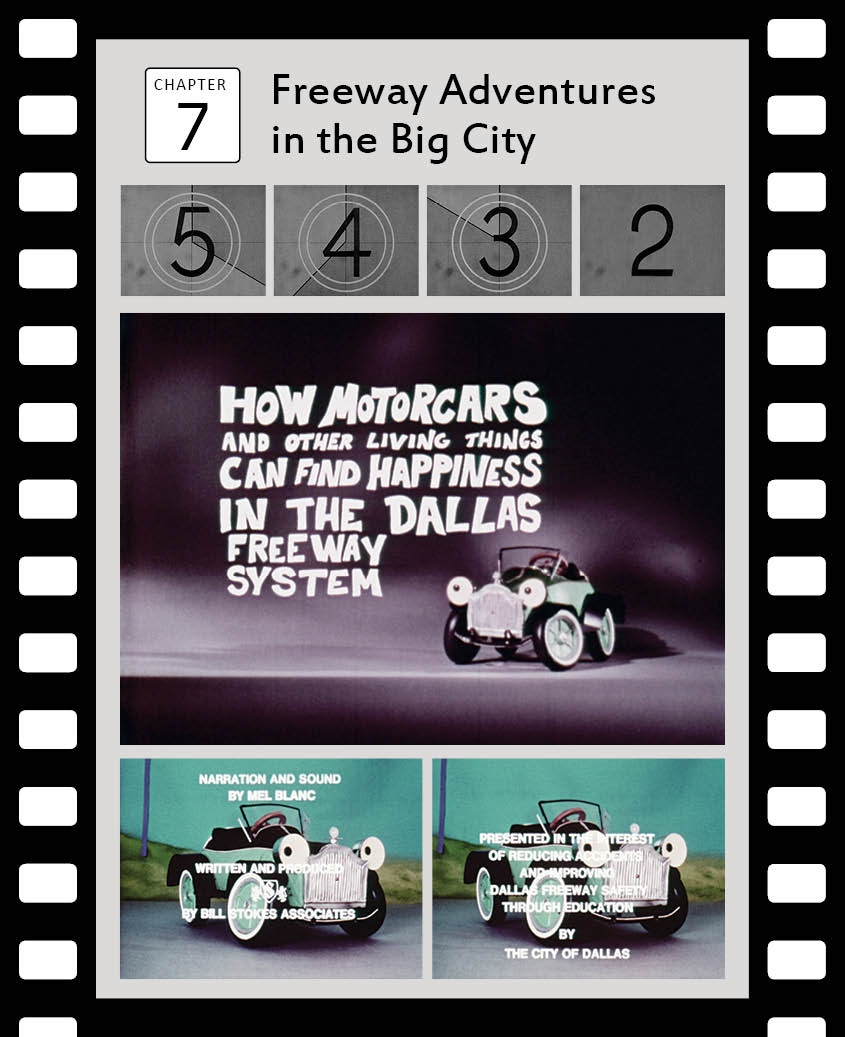 CHAPTER
7
Freeway Adventures
in the Big City
5 4 3 2
HOW MOTORCARS
AND OTHER LIVING THINGS
CAN FIND HAPPINESS
IN THE DALLAS
FREEWAY
SYSTEM
NARRATION AND SOUND
BY MEL BLANC
WRITTEN AND PRODUCED
S
BY BILL STOKES ASSOCIATES
PRESENTED IN THE INTEREST
OF REDUCING ACCIDENTS
AND IMPROVING
DALLAS FREEWAY SAFETY
THROUGH EDUCATION
BY
THE CITY OF DALLAS